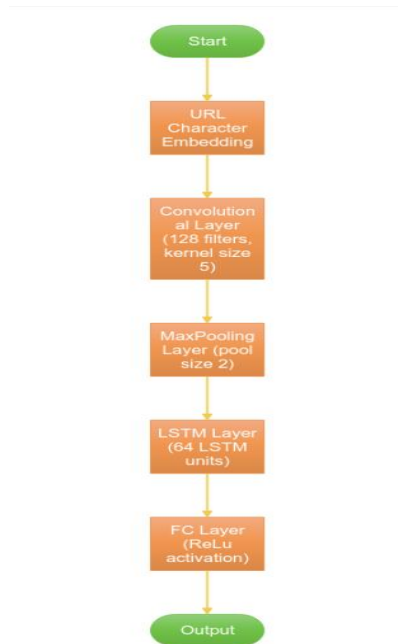 Start
URL
Character
Embedding
Convolution
al Layer
(128 filters,
kernel size
5)
MaxPooling
Layer (pool
size 2)
LSTM Layer
(64 LSTM
units)
FC Layer
(ReLu
activation)
Output